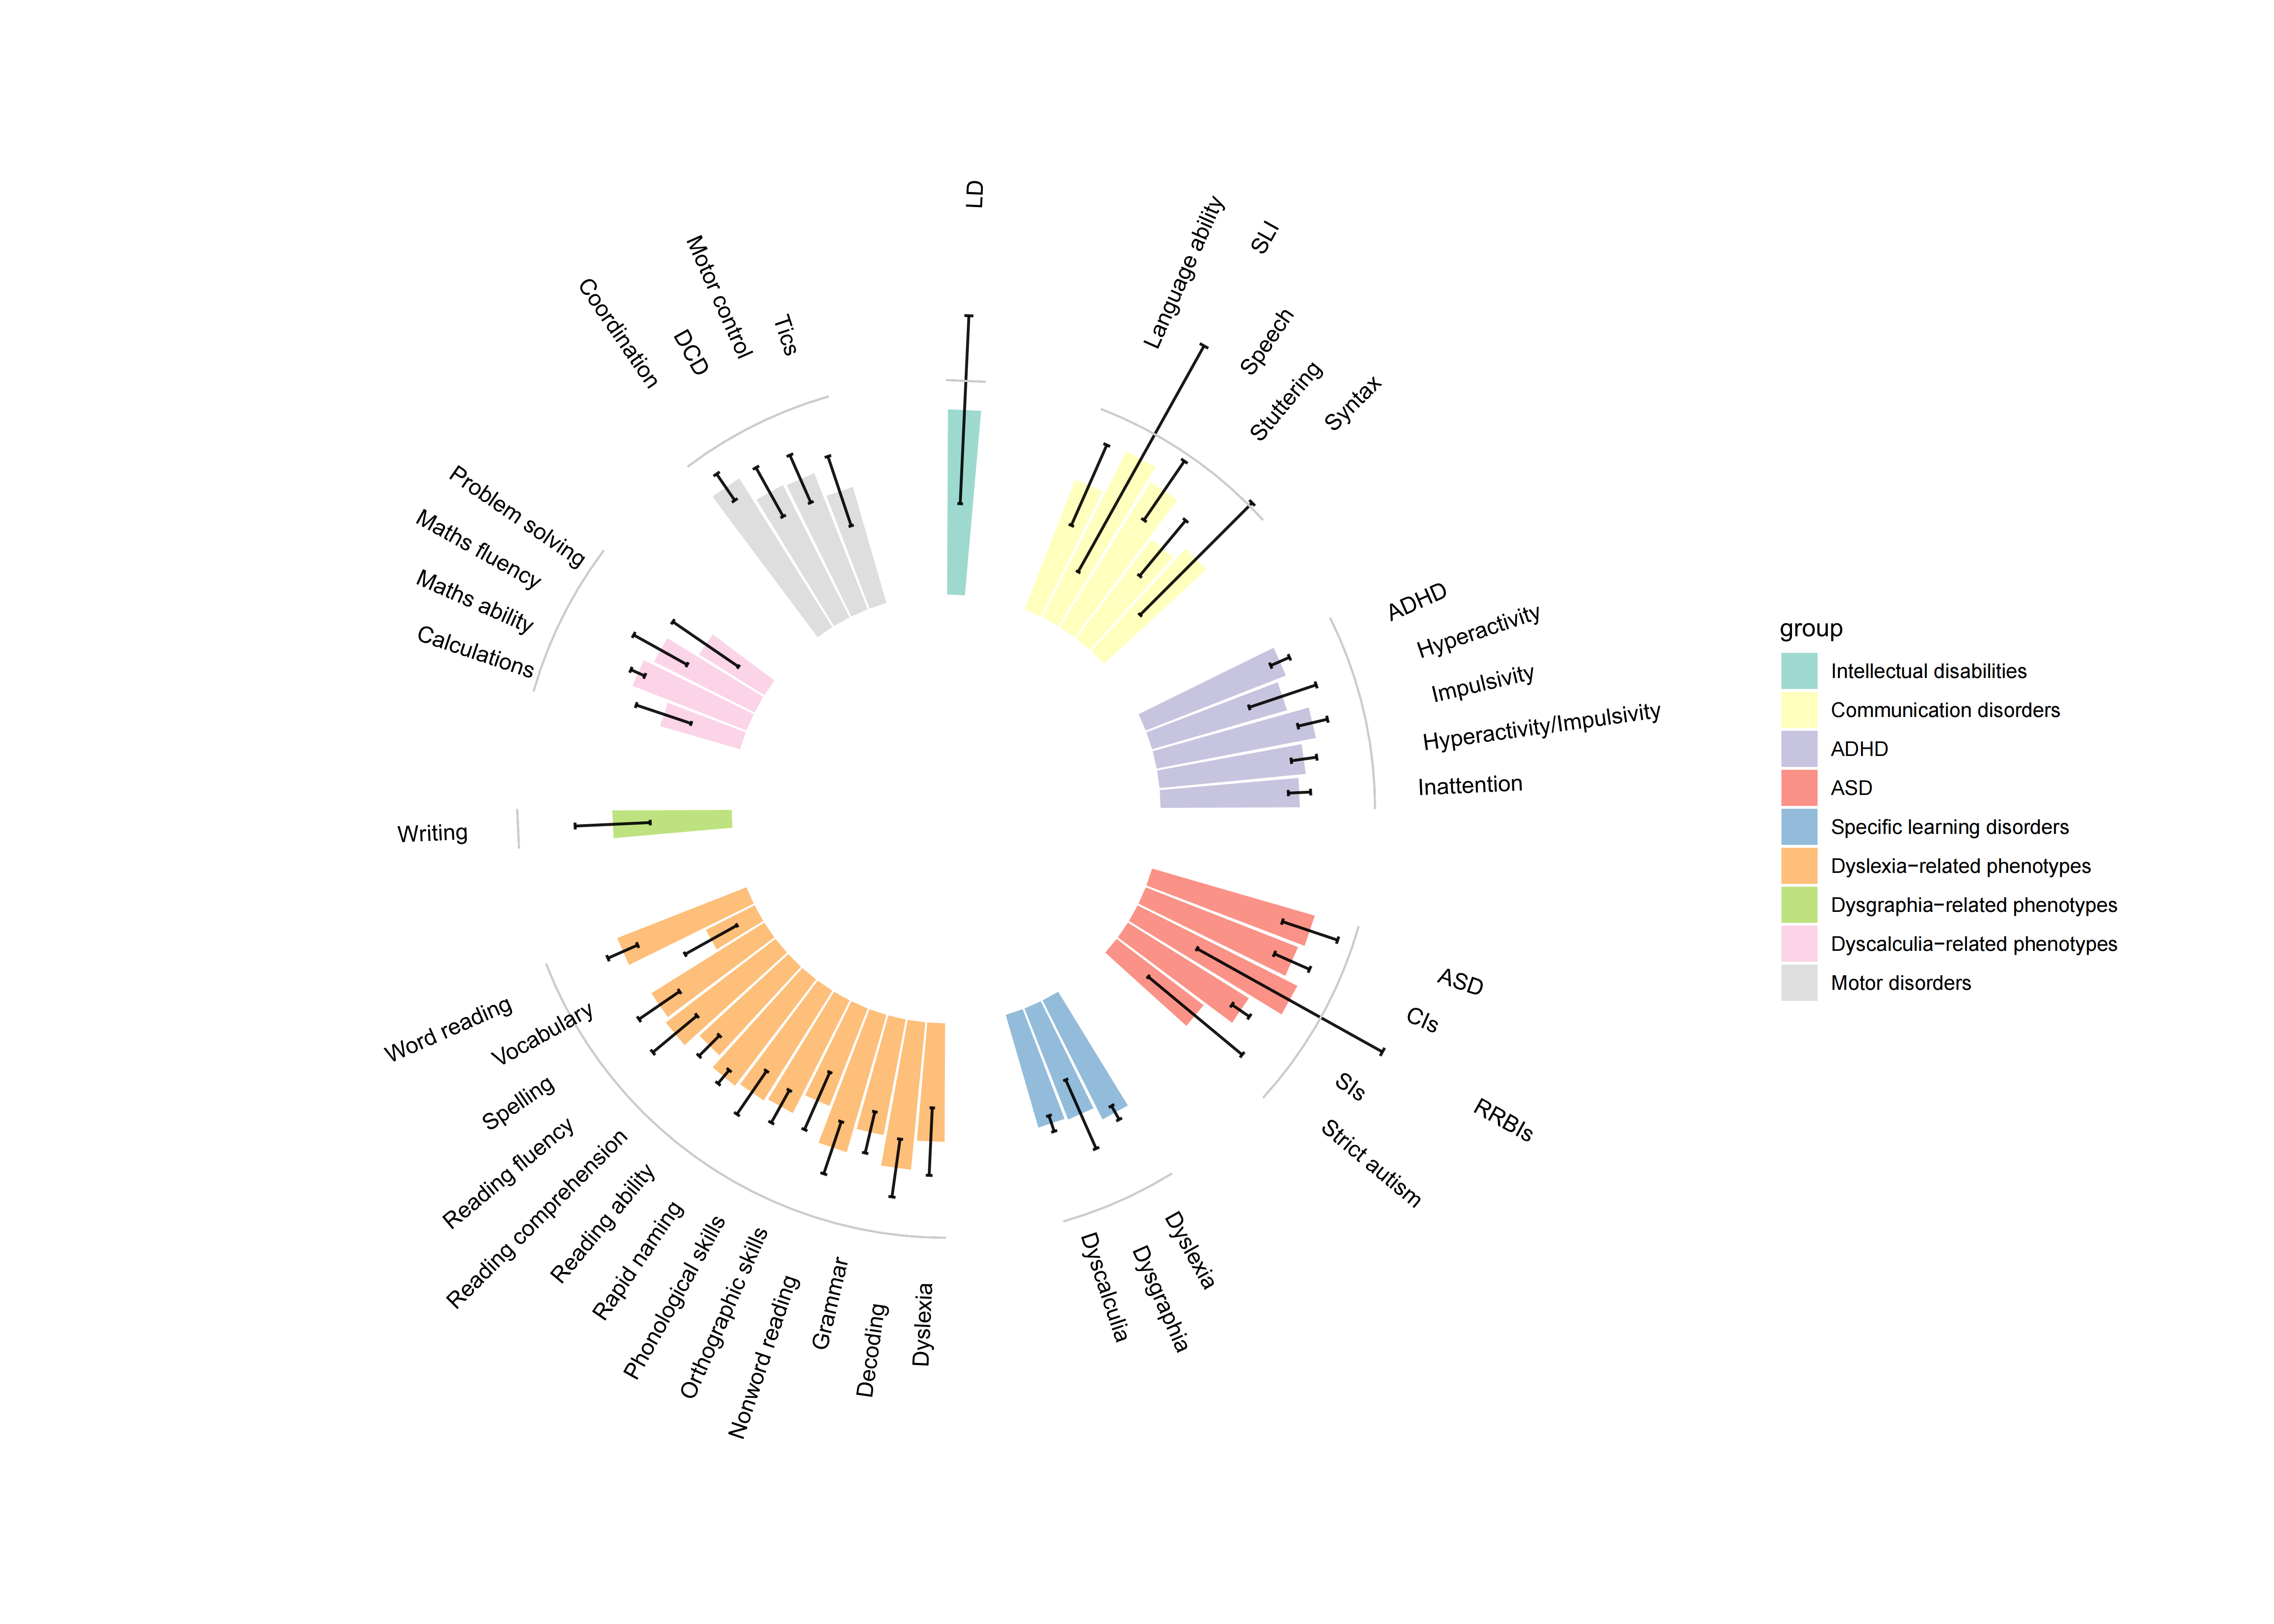 LD
Language ability
SLI
Speech
Stuttering
Syntax
ADHD
Hyperactivity
Impulsivity
Hyperactivity/Impulsivity
Inattention
ASD
CIs
RRBIs
SIs
Strict autism
Dyslexia
Dysgraphia
Dyscalculia
Dyslexia
Decoding
Grammar
Nonword reading
Orthographic skills
Phonological skills
Rapid naming
Reading ability
Reading comprehension
Reading fluency
Spelling
Vocabulary
Word reading
Writing
Calculations
Maths ability
Maths fluency
Problem solving
Coordination
DCD
Motor control
Tics
group
Intellectual disabilities
Communication disorders
ADHD
ASD
Specific learning disorders
Dyslexia−related phenotypes
Dysgraphia−related phenotypes
Dyscalculia−related phenotypes
Motor disorders